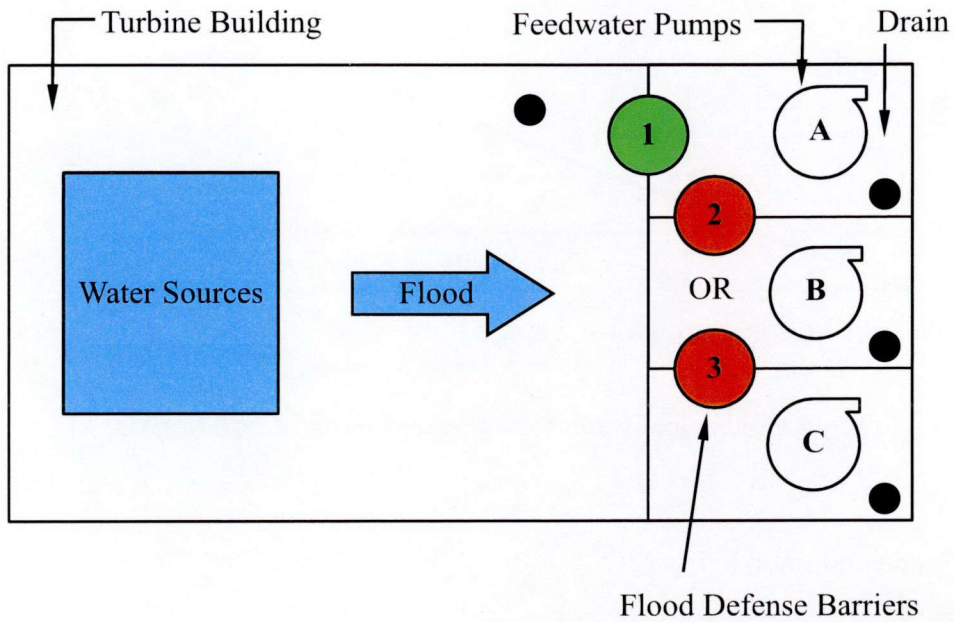 Turbine Building
Feedwater Pumps
Drain
1
A
2
Water Sources
Flood
OR
B
3
C
Flood Defense Barriers